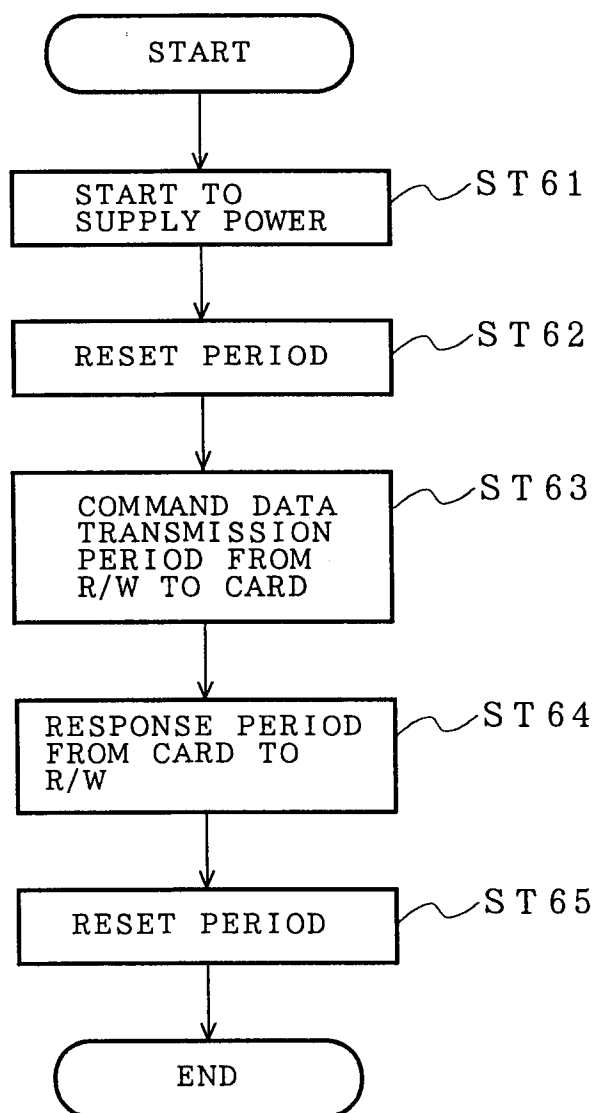 START
START TO
SUPPLY POWER
ST61
RESET PERIOD
ST62
COMMAND DATA
TRANSMISSION
PERIOD FROM
R/W TO CARD
ST63
RESPONSE PERIOD
FROM CARD TO
R/W
ST64
RESET PERIOD
ST65
END